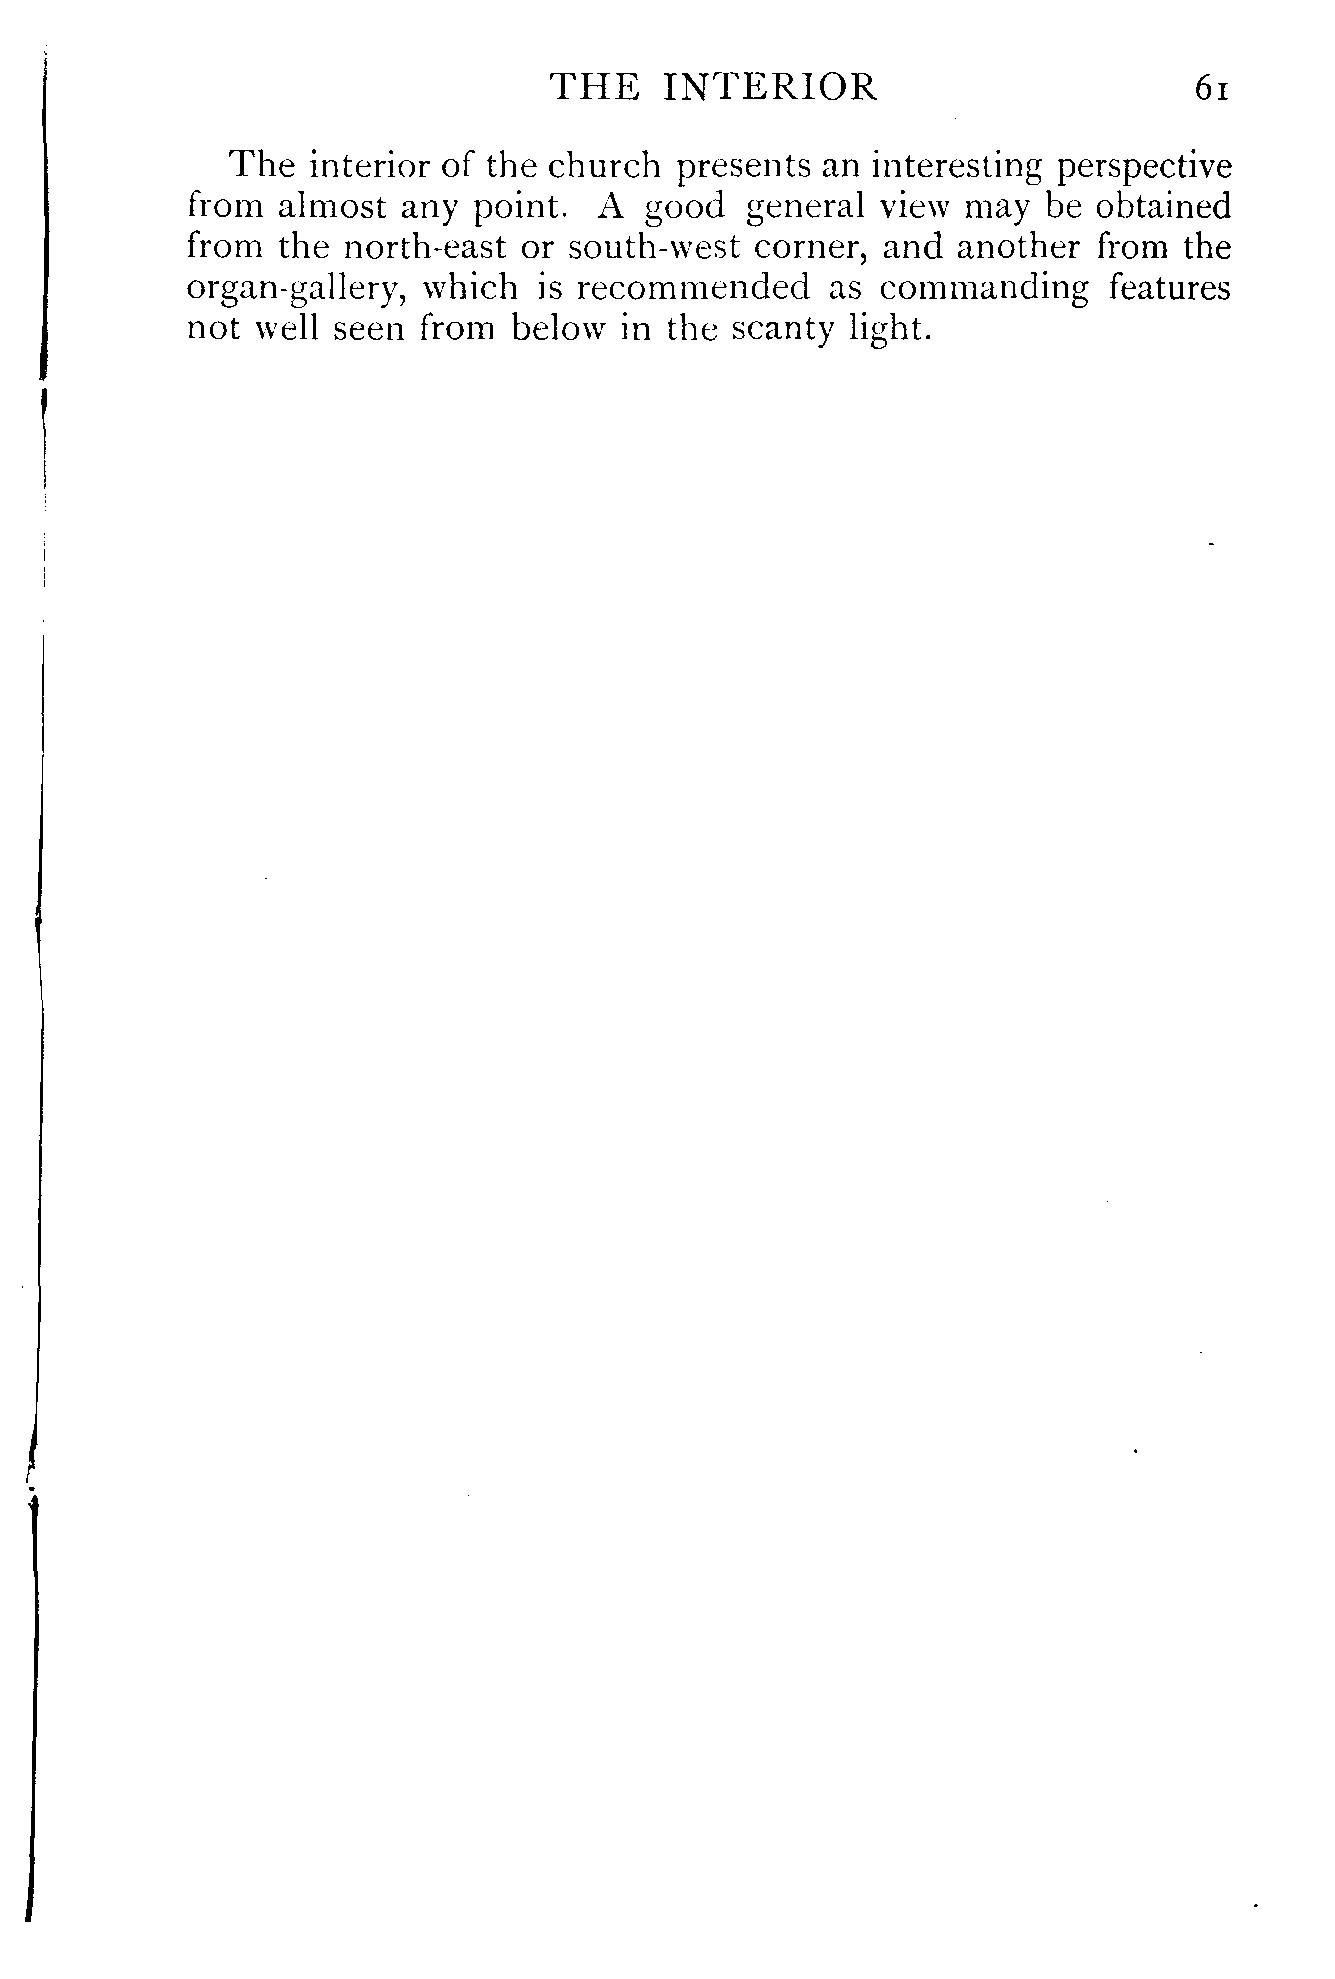 THE INTERIOR 61
The interior of the church presents an interesting perspective
from almost any point. A good general view may be obtained
from the north-east or south-west corner, and another from the
organ-gallery, which is recommended as commanding features
not well seen from below in the scanty light.